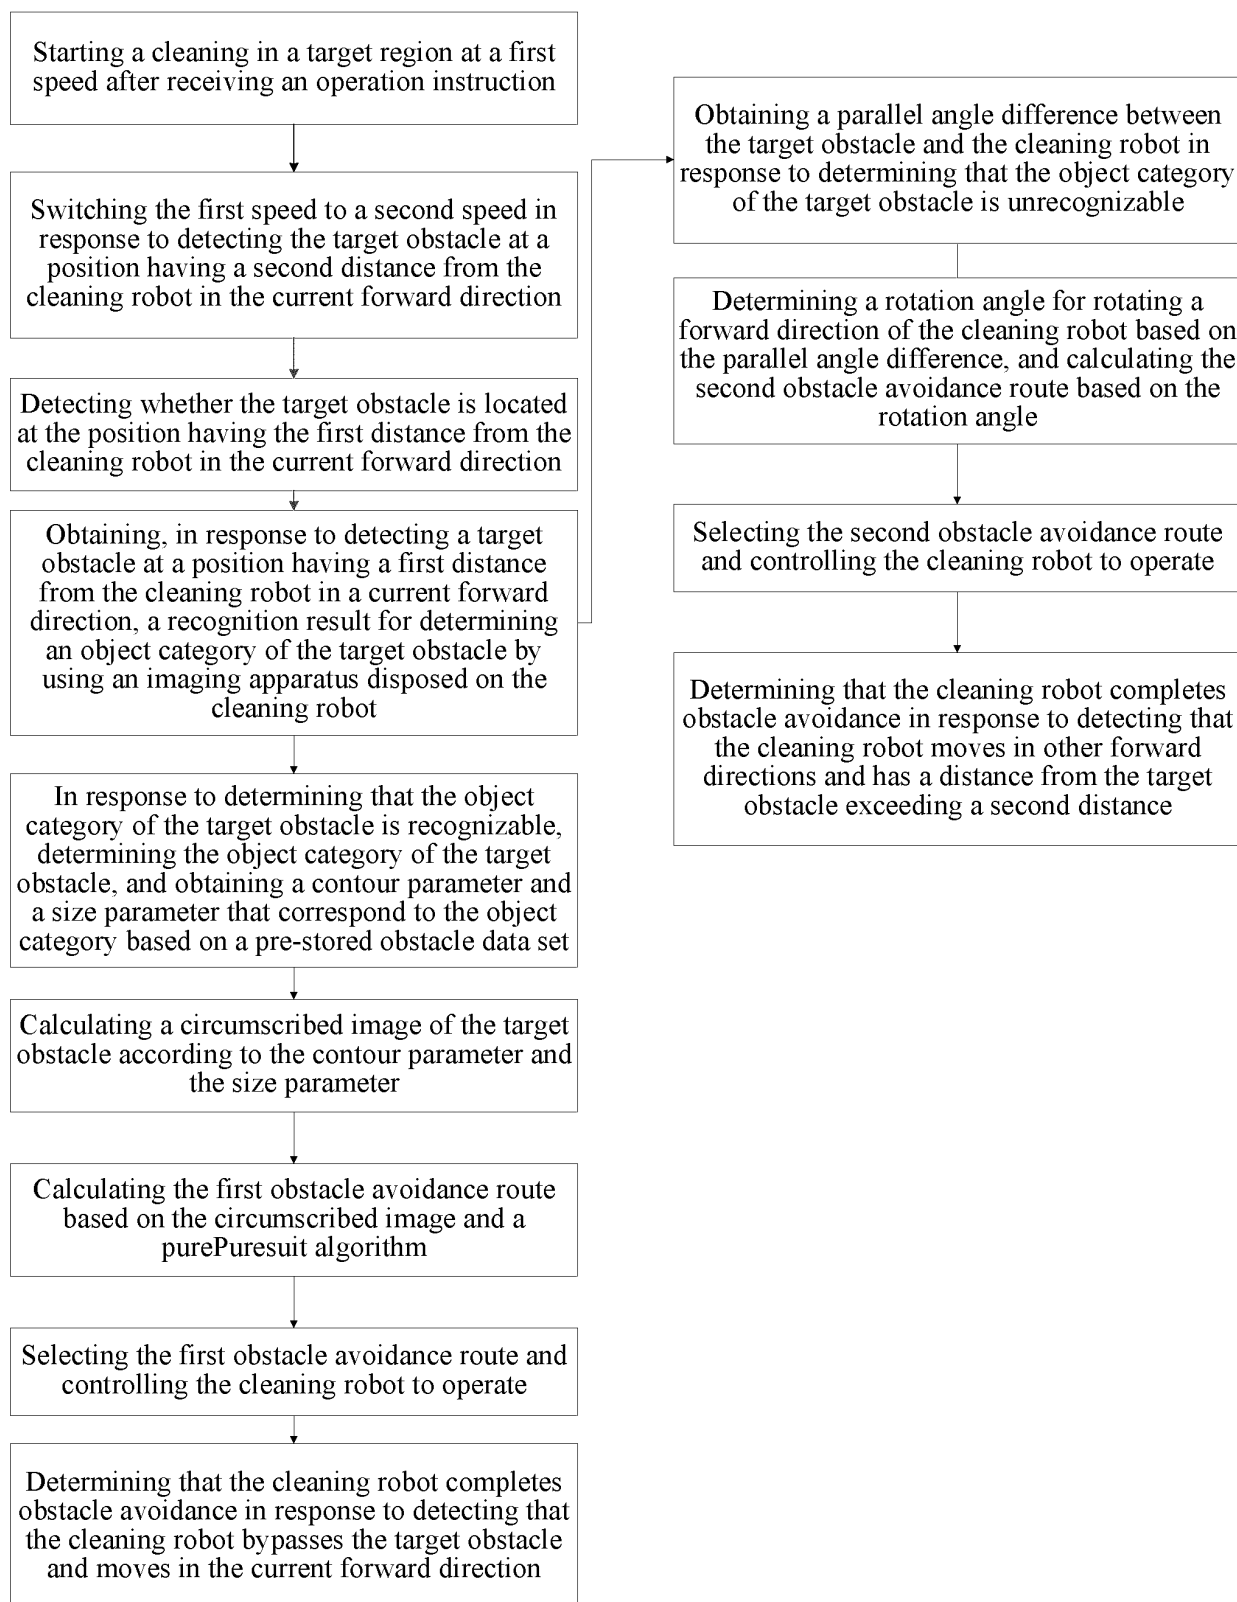 Starting a cleaning in a target region at a first
speed after receiving an operation instruction
Switching the first speed to a second speed in
response to detecting the target obstacle at a
position having a second distance from the
cleaning robot in the current forward direction
Detecting whether the target obstacle is located
at the position having the first distance from the
cleaning robot in the current forward direction
Obtaining, in response to detecting a target
obstacle at a position having a first distance
from the cleaning robot in a current forward
direction, a recognition result for determining
an object category of the target obstacle by
using an imaging apparatus disposed on the
cleaning robot
In response to determining that the object
category of the target obstacle is recognizable,
determining the object category of the target
obstacle, and obtaining a contour parameter and
a size parameter that correspond to the object
category based on a pre-stored obstacle data set
Calculating a circumscribed image of the target
obstacle according to the contour parameter and
the size parameter
Calculating the first obstacle avoidance route
based on the circumscribed image and a
purePuresuit algorithm
Selecting the first obstacle avoidance route and
controlling the cleaning robot to operate
Determining that the cleaning robot completes
obstacle avoidance in response to detecting that
the cleaning robot bypasses the target obstacle
and moves in the current forward direction
Obtaining a parallel angle difference between
the target obstacle and the cleaning robot in
response to determining that the object category
of the target obstacle is unrecognizable
Determining a rotation angle for rotating a
forward direction of the cleaning robot based on
the parallel angle difference, and calculating the
second obstacle avoidance route based on the
rotation angle
Selecting the second obstacle avoidance route
and controlling the cleaning robot to operate
Determining that the cleaning robot completes
obstacle avoidance in response to detecting that
the cleaning robot moves in other forward
directions and has a distance from the target
obstacle exceeding a second distance